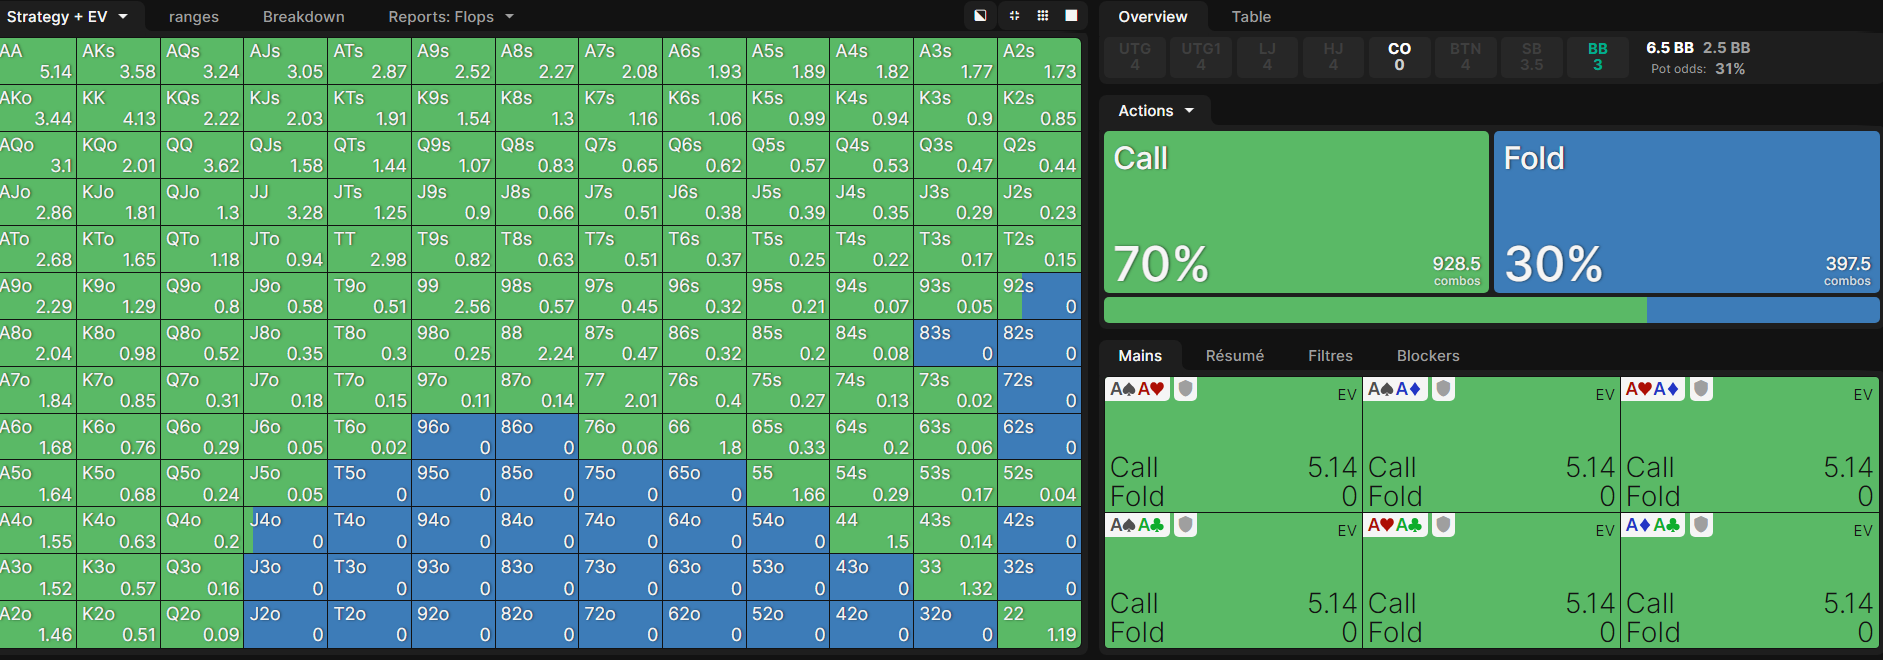 Strategy + EV ranges Breakdown Reports: Flops
AA AKs AQs AJs ATs A9s A8s A7s A6s A5s A4s A3s A2s
5.14 3.58 3.24 3.05 2.87 2.52 2.27 2.08 1.93 1.89 1.82 1.77 1.73
AKo KK KQs KJs KTs K9s K8s K7s K6s K5s K4s K3s K2s
3.44 4.13 2.22 2.03 1.91 1.54 1.3 1.16 1.06 0.99 0.94 0.9 0.85
AQo KQo QQ QJs QTs Q9s Q8s Q7s Q6s Q5s Q4s Q3s Q2s
3.1 2.01 3.62 1.58 1.44 1.07 0.83 0.65 0.62 0.57 0.53 0.47 0.44
AJo KJo QJo JJ JTs J9s J8s J7s J6s J5s J4s J3s J2s
2.86 1.81 1.3 3.28 1.25 0.9 0.66 0.51 0.38 0.39 0.35 0.29 0.23
ATo KTo QTo JTo TT T9s T8s T7s T6s T5s T4s T3s T2s
2.68 1.65 1.18 0.94 2.98 0.82 0.63 0.51 0.37 0.25 0.22 0.17 0.15
A9o K9o Q9o J9o T9o 99 98s 97s 96s 95s 94s 93s 92s
2.29 1.29 0.8 0.58 0.51 2.56 0.57 0.45 0.32 0.21 0.07 0.05 0
A8o K8o Q8o J8o T8o 98o 88 87s 86s 85s 84s 83s 82s
2.04 0.98 0.52 0.35 0.3 0.25 2.24 0.47 0.32 0.2 0.08 0 0
A7o K7o Q7o J7o T7o 97o 87o 77 76s 75s 74s 73s 72s
1.84 0.85 0.31 0.18 0.15 0.11 0.14 2.01 0.4 0.27 0.13 0.02 0
A6o K6o Q6o J6o T6o 96o 86o 76o 66 65s 64s 63s 62s
1.68 0.76 0.29 0.05 0.02 0 0 0.06 1.8 0.33 0.2 0.06 0
A5o K5o Q5o J5o T5o 95o 85o 75o 65o 55 54s 53s 52s
1.64 0.68 0.24 0.05 0 0 0 0 0 1.66 0.29 0.17 0.04
A4o K4o Q4o J4o T4o 94o 84o 74o 64o 54o 44 43s 42s
1.55 0.63 0.2 0 0 0 0 0 0 0 1.5 0.14 0
A3o K3o Q3o J3o T3o 93o 83o 73o 63o 53o 43o 33 32s
1.52 0.57 0.16 0 0 0 0 0 0 0 0 1.32 0
A2o K2o Q2o J2o T2o 92o 82o 72o 62o 52o 42o 32o 22
1.46 0.51 0.09 0 0 0 0 0 0 0 0 0 1.19
Overview Table
UTG UTG1 LJ HJ CO BTN SB BB 6.5 BB 2.5 BB
4 4 4 4 0 4 3.5 3 Pot odds: 31%
Actions
Call Fold
70% 928.5 30% 397.5
combos combos
Mains Résumé Filtres Blockers
A♠A♥ EV A♠A♦ EV A♥A♦ EV
Call 5.14 Call 5.14 Call 5.14
Fold 0 Fold 0 Fold 0
A♠A♣ EV A♥A♣ EV A♦A♣ EV
Call 5.14 Call 5.14 Call 5.14
Fold 0 Fold 0 Fold 0